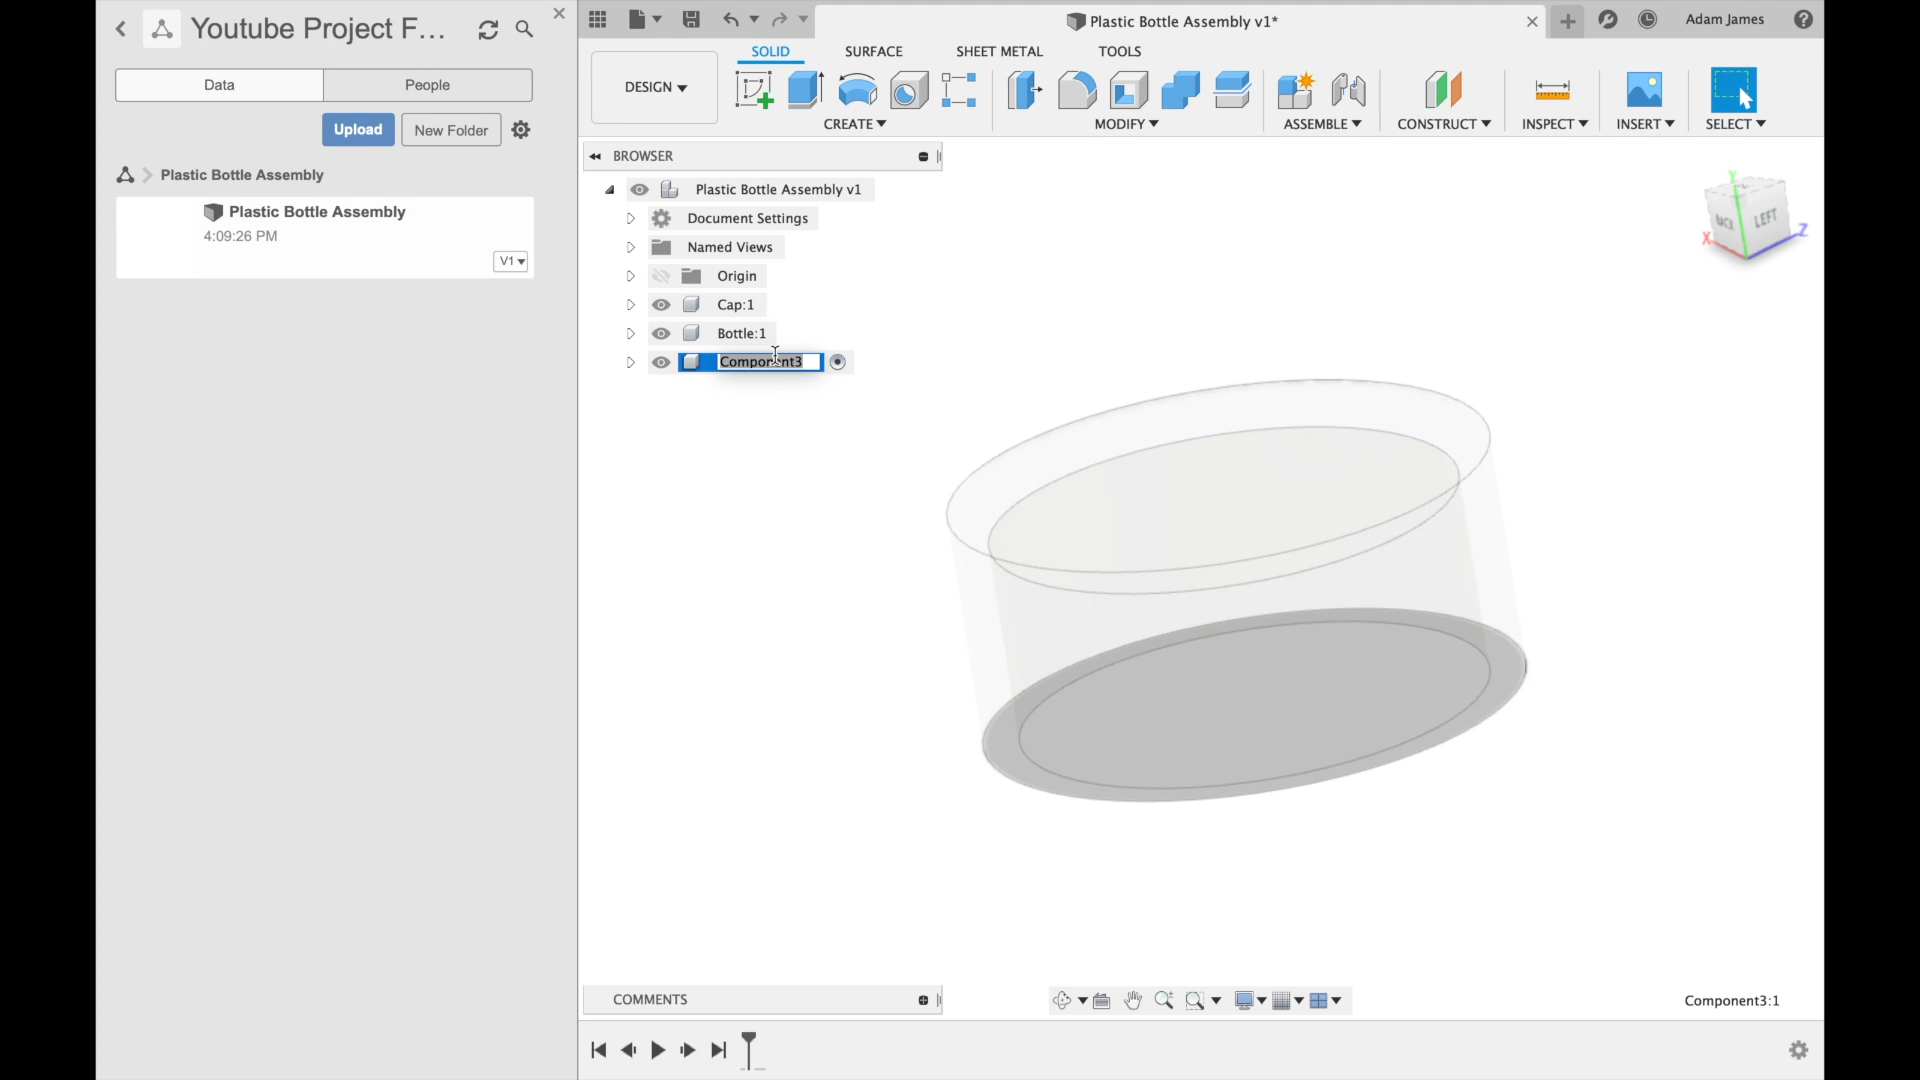 Youtube Project F...
Data
People
Upload
New Folder
Plastic Bottle Assembly
Plastic Bottle Assembly
4:09:26 PM
V1
Plastic Bottle Assembly v1*
Adam James
DESIGN
SOLID
SURFACE
SHEET METAL
TOOLS
CREATE
MODIFY
ASSEMBLE
CONSTRUCT
INSPECT
INSERT
SELECT
BROWSER
Plastic Bottle Assembly v1
Document Settings
Named Views
Origin
Cap:1
Bottle:1
Component3
Y
BACK
LEFT
X
Z
COMMENTS
Component3:1